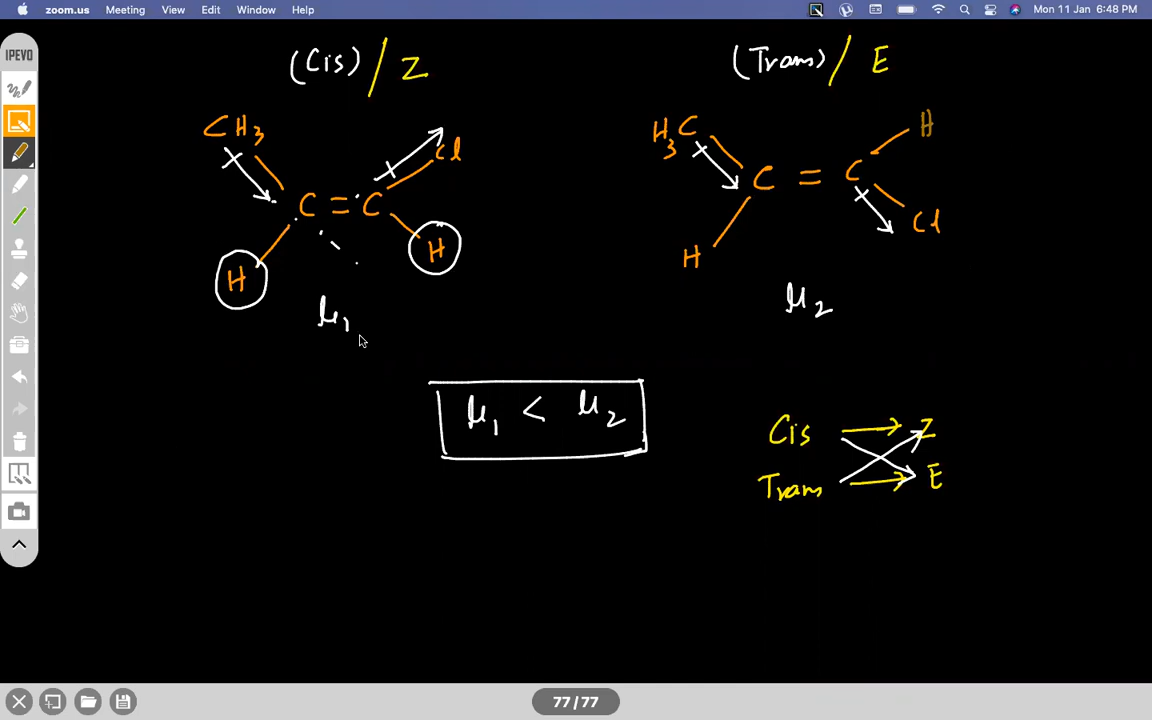 zoom.us Meeting View Edit Window Help Mon 11 Jan 6:48 PM
IPEVO
(Cis) / Z
(Trans) / E
CH3 Cl
C = C
H H
H3C H
C = C
H Cl
μ1
μ2
μ1 < μ2
Cis Z
Trans E
77/77